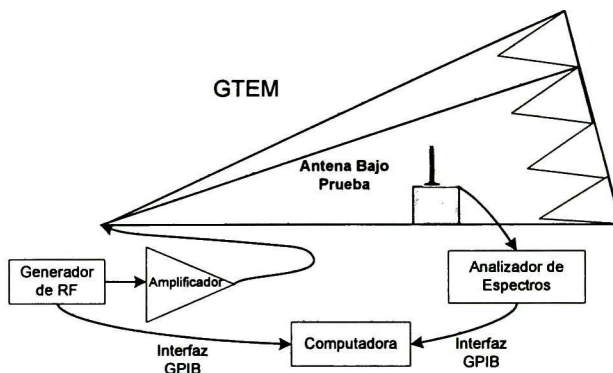 GTEM
Antena Bajo
Prueba
Generador
de RF
Amplificador
Analizador de
Espectros
Computadora
Interfaz
GPIB
Interfaz
GPIB